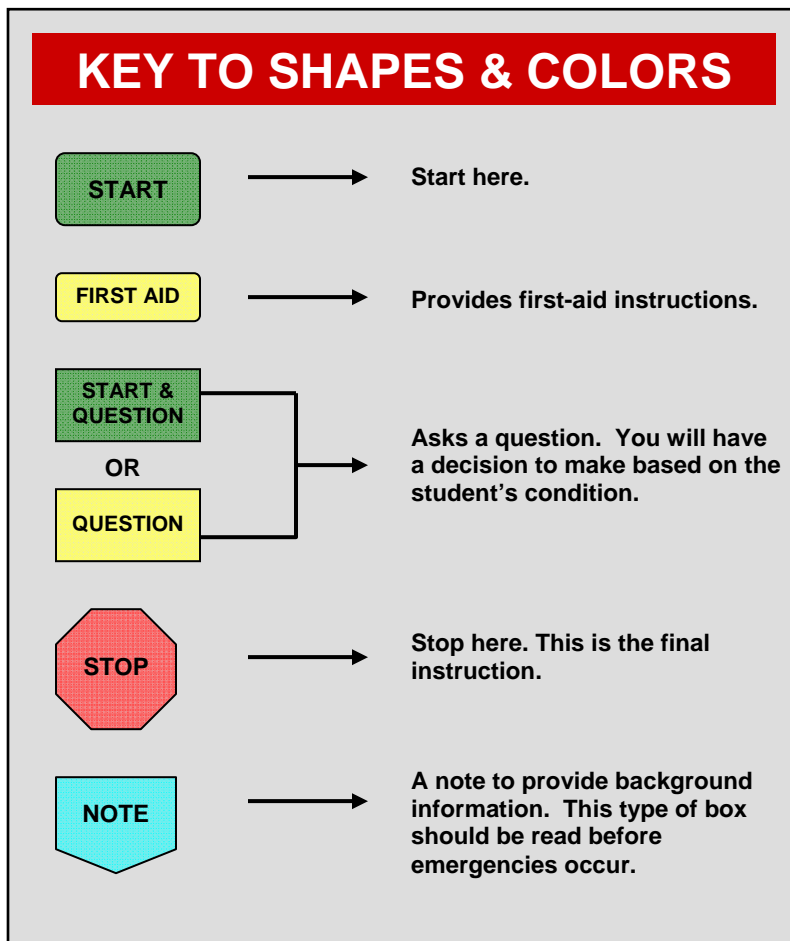 KEY TO SHAPES & COLORS
START
Start here.
FIRST AID
Provides first-aid instructions.
START &
QUESTION
OR
QUESTION
Asks a question.  You will have
a decision to make based on the
student’s condition.
STOP
Stop here. This is the final
instruction.
NOTE
A note to provide background
information.  This type of box
should be read before
emergencies occur.